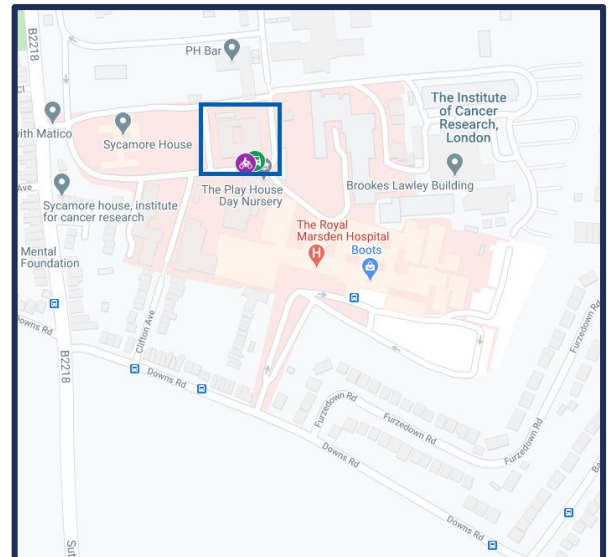 B2218
PH Bar
The Institute
of Cancer
Research,
London
with Matico
Sycamore House
Brookes Lawley Building
The Play House
Day Nursery
Ave
Sycamore house, institute
for cancer research
The Royal
Marsden Hospital
H
Boots
Mental
Foundation
Downs Rd
Clifton Ave
B2218
Downs Rd
Furzedown Rd
Furzedown Rd
Furzedown Rd
Downs Rd
Downs Rd
Sut
Ba